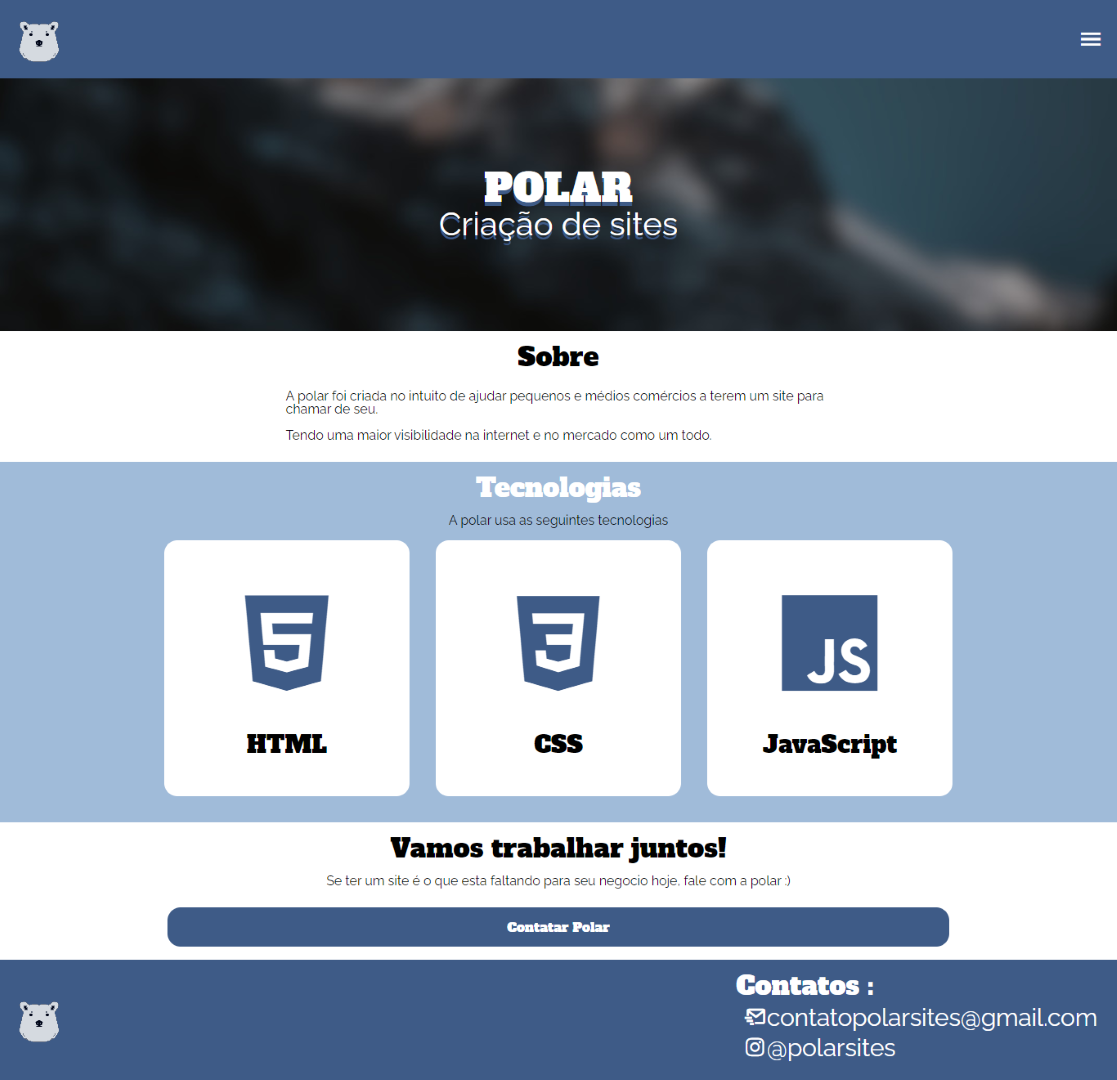 POLAR
Criação de sites
Sobre
A polar foi criada no intuito de ajudar pequenos e médios comércios a terem um site para
chamar de seu.
Tendo uma maior visibilidade na internet e no mercado como um todo.
Tecnologias
A polar usa as seguintes tecnologias
5
3
JS
HTML
CSS
JavaScript
Vamos trabalhar juntos!
Se ter um site é o que esta faltando para seu negocio hoje, fale com a polar :)
Contatar Polar
Contatos :
contatopolarsites@gmail.com
@polarsites